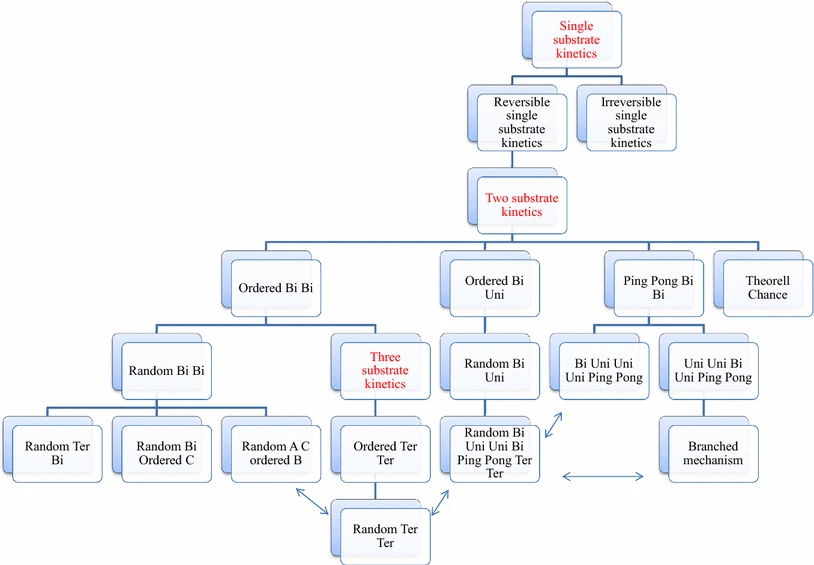 Single
substrate
kinetics
Reversible
single
substrate
kinetics
Irreversible
single
substrate
kinetics
Two substrate
kinetics
Ordered Bi Bi
Ordered Bi
Uni
Ping Pong Bi
Bi
Theorell
Chance
Random Bi Bi
Three
substrate
kinetics
Random Bi
Uni
Bi Uni Uni
Uni Ping Pong
Uni Uni Bi
Uni Ping Pong
Random Ter
Bi
Random Bi
Ordered C
Random A C
ordered B
Ordered Ter
Ter
Random Bi
Uni Uni Bi
Ping Pong Ter
Ter
Branched
mechanism
Random Ter
Ter